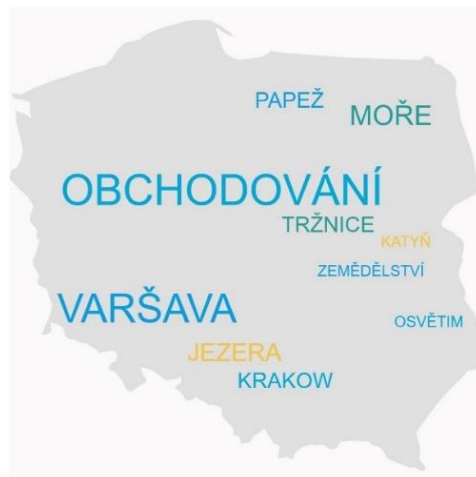 PAPEŽ
MOŘE
OBCHODOVÁNÍ
TRŽNICE
KATYŇ
ZEMĚDĚLSTVÍ
VARŠAVA
OSVĚTIM
JEZERA
KRAKOW